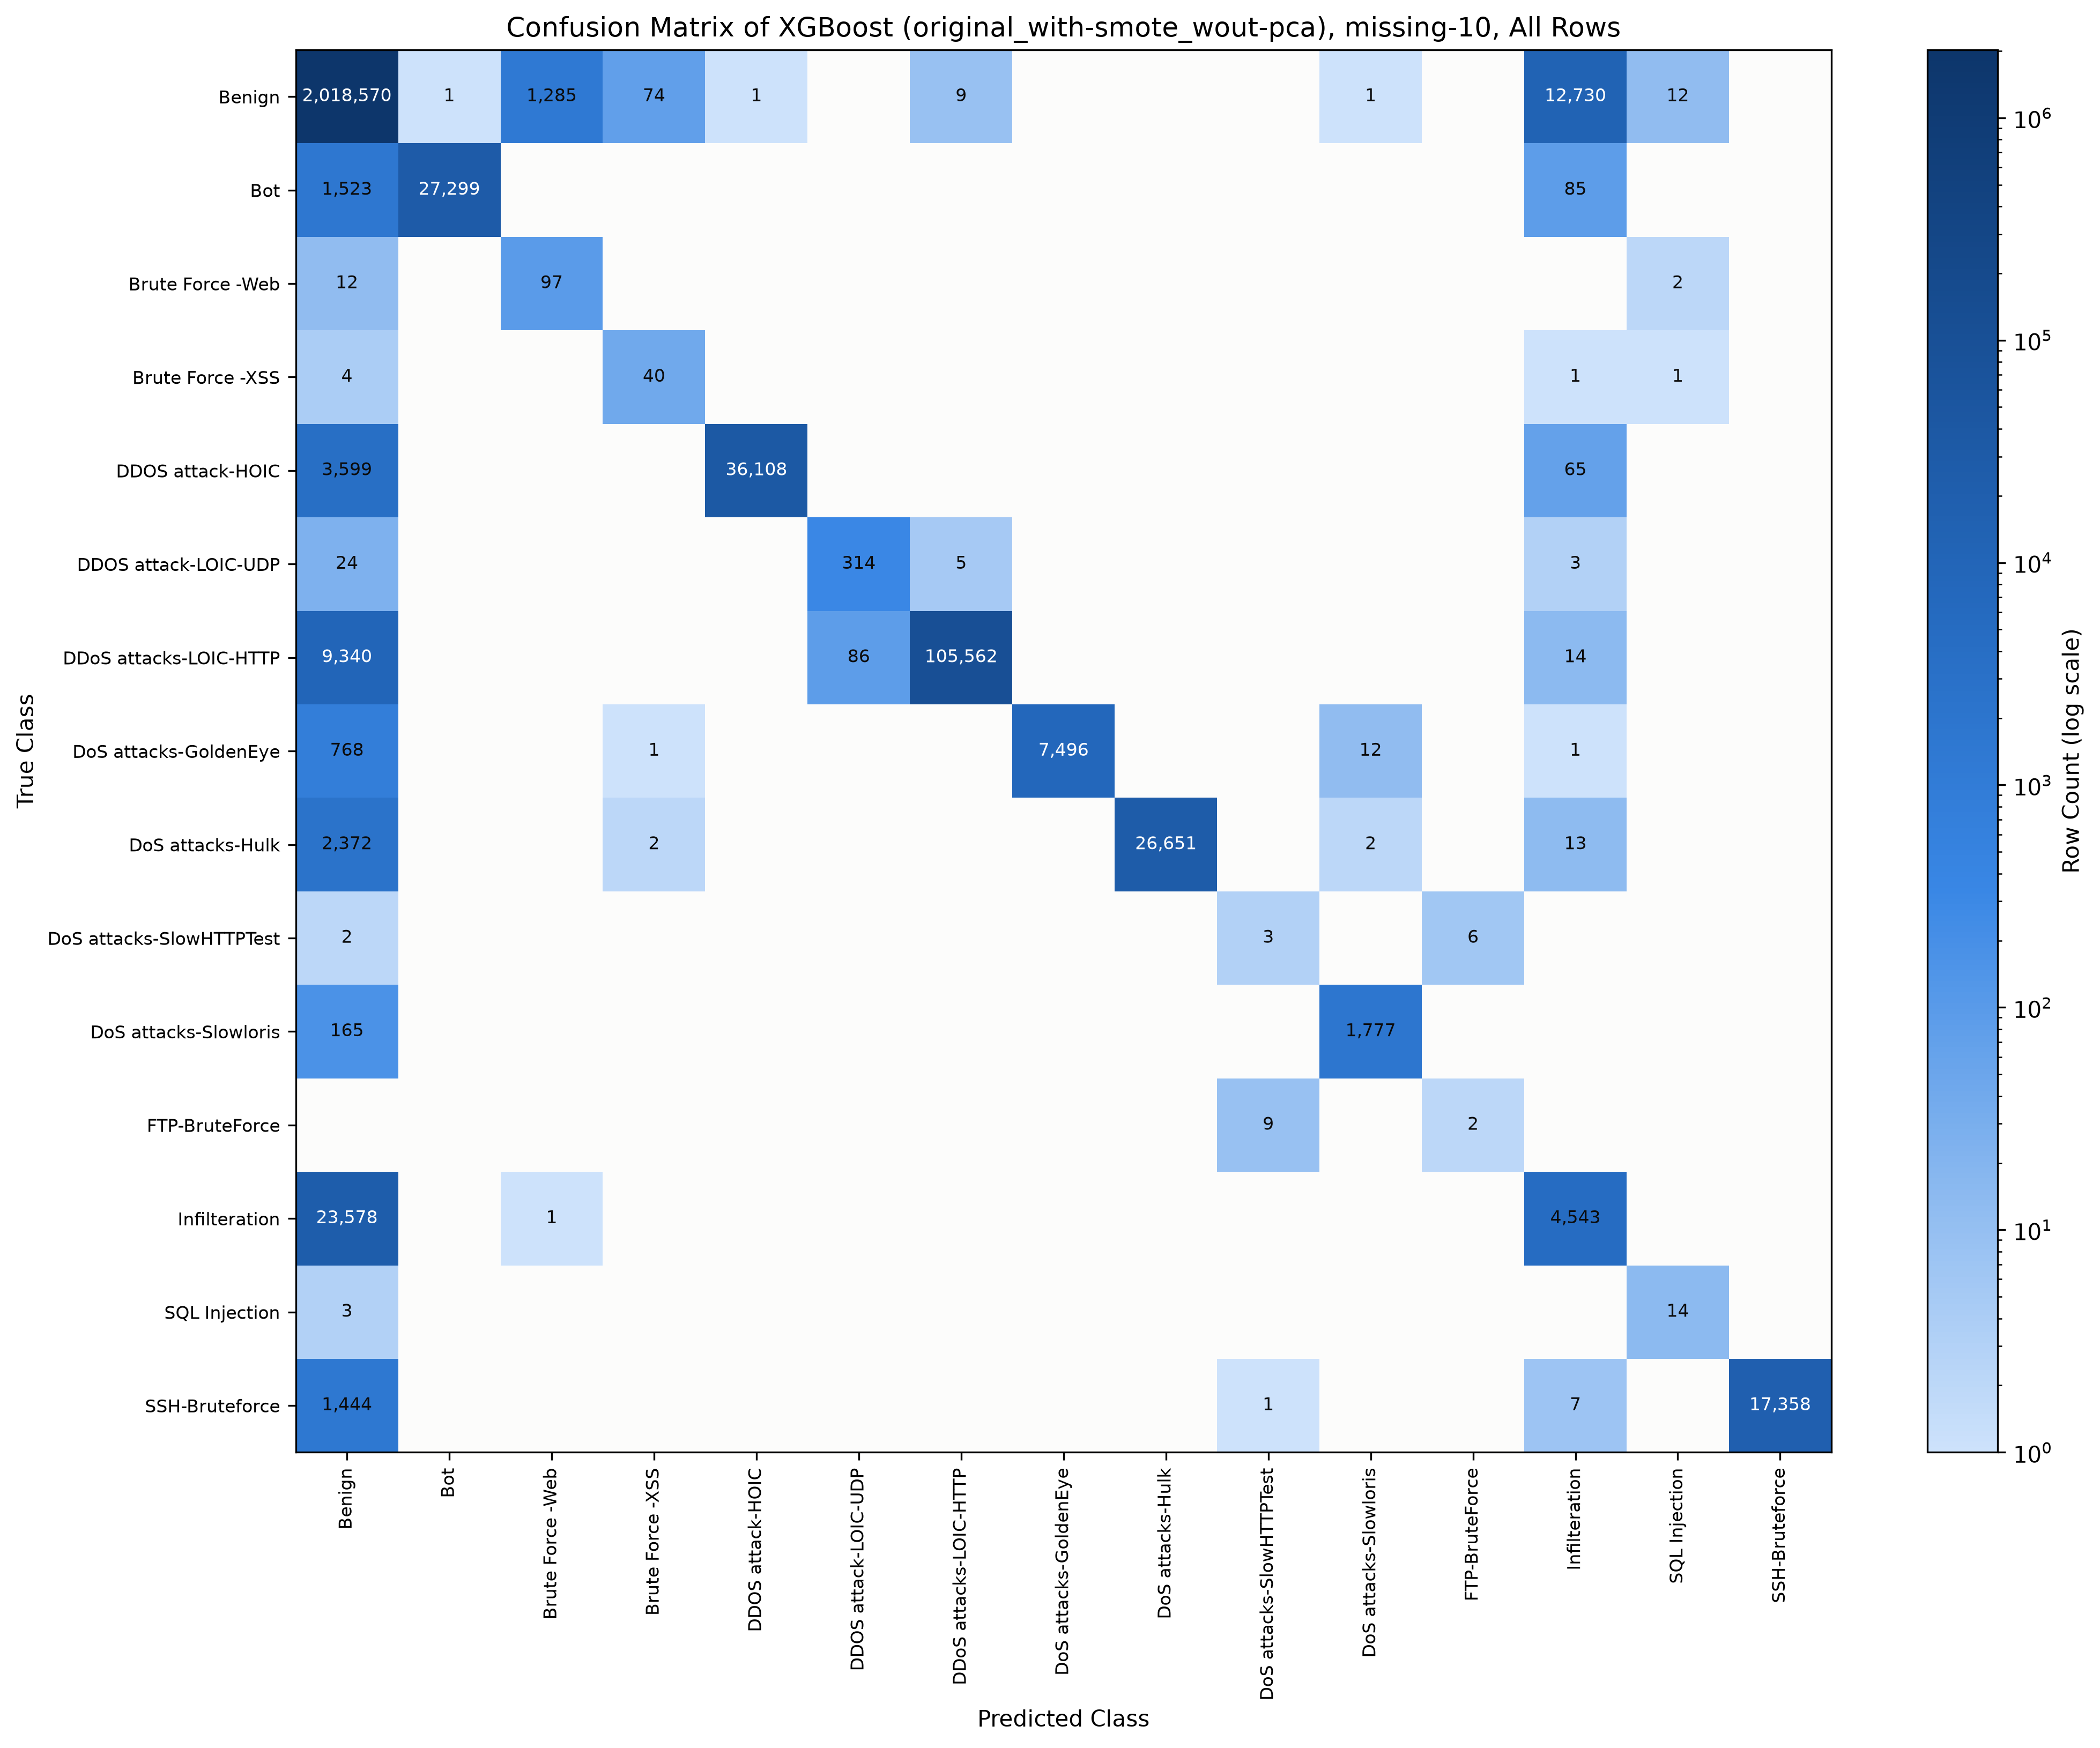 Confusion Matrix of XGBoost (original_with-smote_wout-pca), missing-10, All Rows
True Class
Benign 2,018,570 1 1,285 74 1 9 1 12,730 12
Bot 1,523 27,299 85
Brute Force -Web 12 97 2
Brute Force -XSS 4 40 1 1
DDOS attack-HOIC 3,599 36,108 65
DDOS attack-LOIC-UDP 24 314 5 3
DDoS attacks-LOIC-HTTP 9,340 86 105,562 14
DoS attacks-GoldenEye 768 1 7,496 12 1
DoS attacks-Hulk 2,372 2 26,651 2 13
DoS attacks-SlowHTTPTest 2 3 6
DoS attacks-Slowloris 165 1,777
FTP-BruteForce 9 2
Infilteration 23,578 1 4,543
SQL Injection 3 14
SSH-Bruteforce 1,444 1 7 17,358
Benign
Bot
Brute Force -Web
Brute Force -XSS
DDOS attack-HOIC
DDOS attack-LOIC-UDP
DDoS attacks-LOIC-HTTP
DoS attacks-GoldenEye
DoS attacks-Hulk
DoS attacks-SlowHTTPTest
DoS attacks-Slowloris
FTP-BruteForce
Infilteration
SQL Injection
SSH-Bruteforce
Predicted Class
10⁶
10⁵
10⁴
10³
10²
10¹
10⁰
Row Count (log scale)